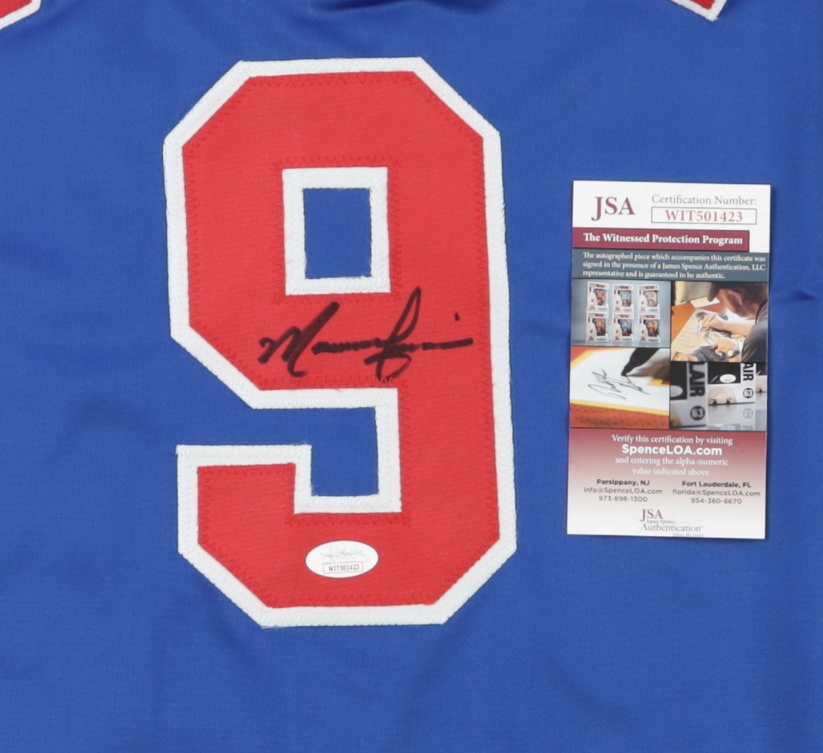 9
JSA
Certification Number:
WIT501423
The Witnessed Protection Program
The autographed piece which accompanies this certificate was
signed in the presence of a James Spence Authentication, LLC
representative and is guaranteed to be authentic.
Verify this certification by visiting
SpenceLOA.com
and entering the alpha-numeric
value indicated above.
Parsippany, NJ
info@SpenceLOA.com
973-898-1300
Fort Lauderdale, FL
florida@SpenceLOA.com
954-380-8670
JSA
Authentication
WIT501423